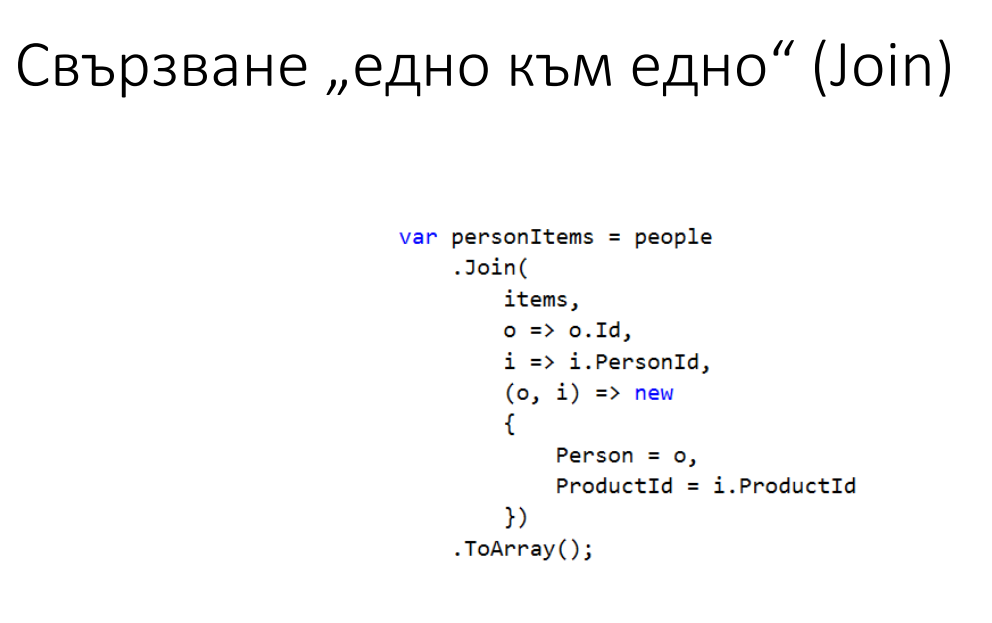 Свързване „едно към едно“ (Join)
var personItems = people
    .Join(
        items,
        o => o.Id,
        i => i.PersonId,
        (o, i) => new
        {
            Person = o,
            ProductId = i.ProductId
        })
    .ToArray();